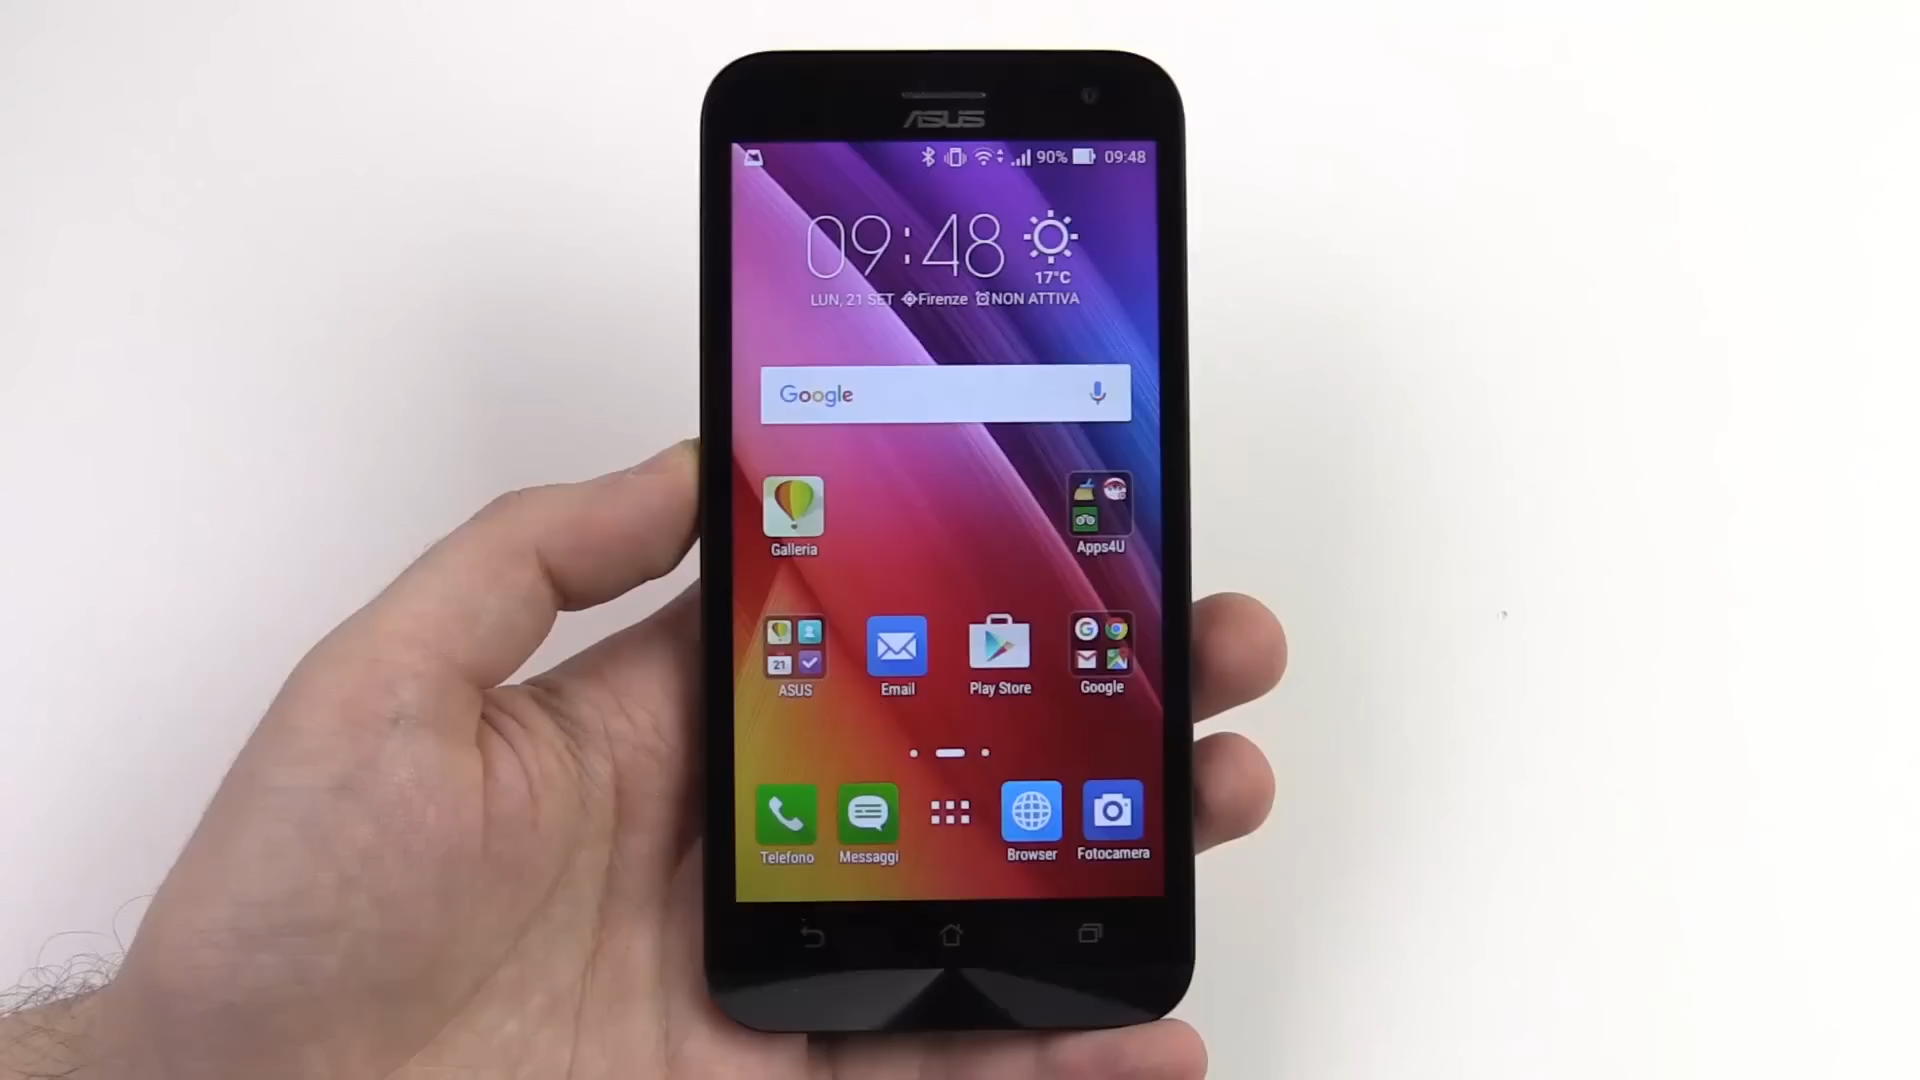 ASUS
90% 09:48
09:48
17°C
LUN, 21 SET Firenze NON ATTIVA
Google
Galleria
Apps4U
21
G
ASUS
Email
Play Store
Google
Telefono
Messaggi
Browser
Fotocamera